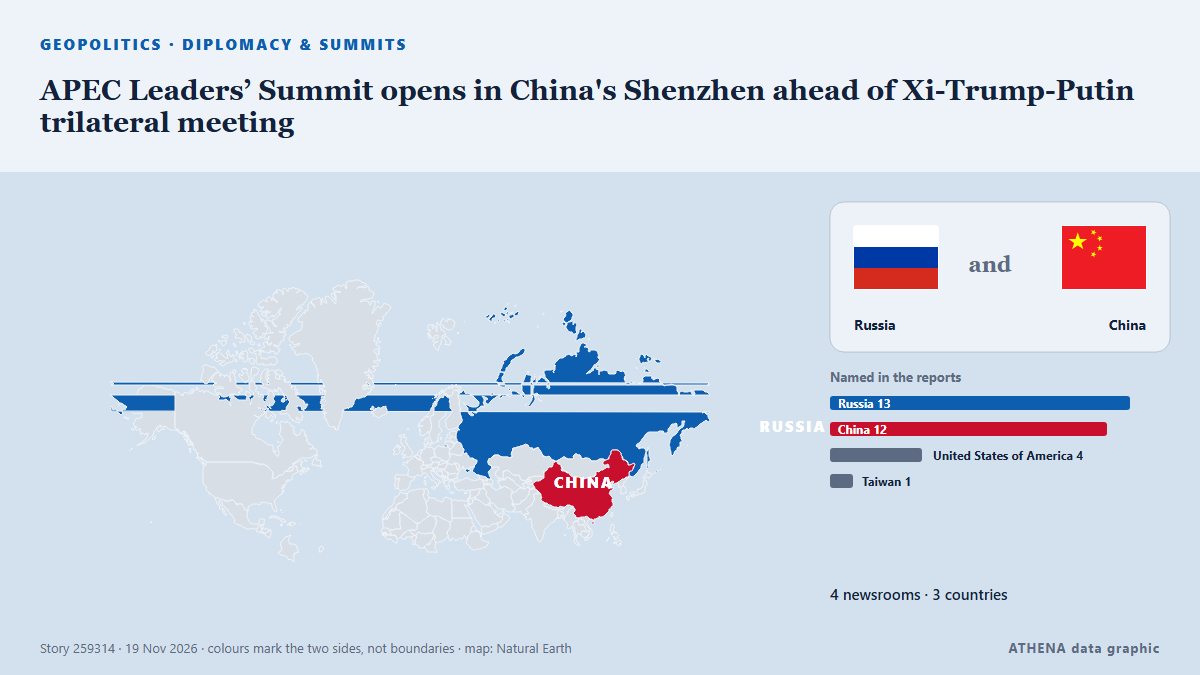 GEOPOLITICS · DIPLOMACY & SUMMITS
APEC Leaders’ Summit opens in China's Shenzhen ahead of Xi-Trump-Putin
trilateral meeting
and
Russia
China
Named in the reports
Russia 13
RUSSIA
China 12
United States of America 4
CHINA
Taiwan 1
4 newsrooms · 3 countries
Story 259314 · 19 Nov 2026 · colours mark the two sides, not boundaries · map: Natural Earth
ATHENA data graphic